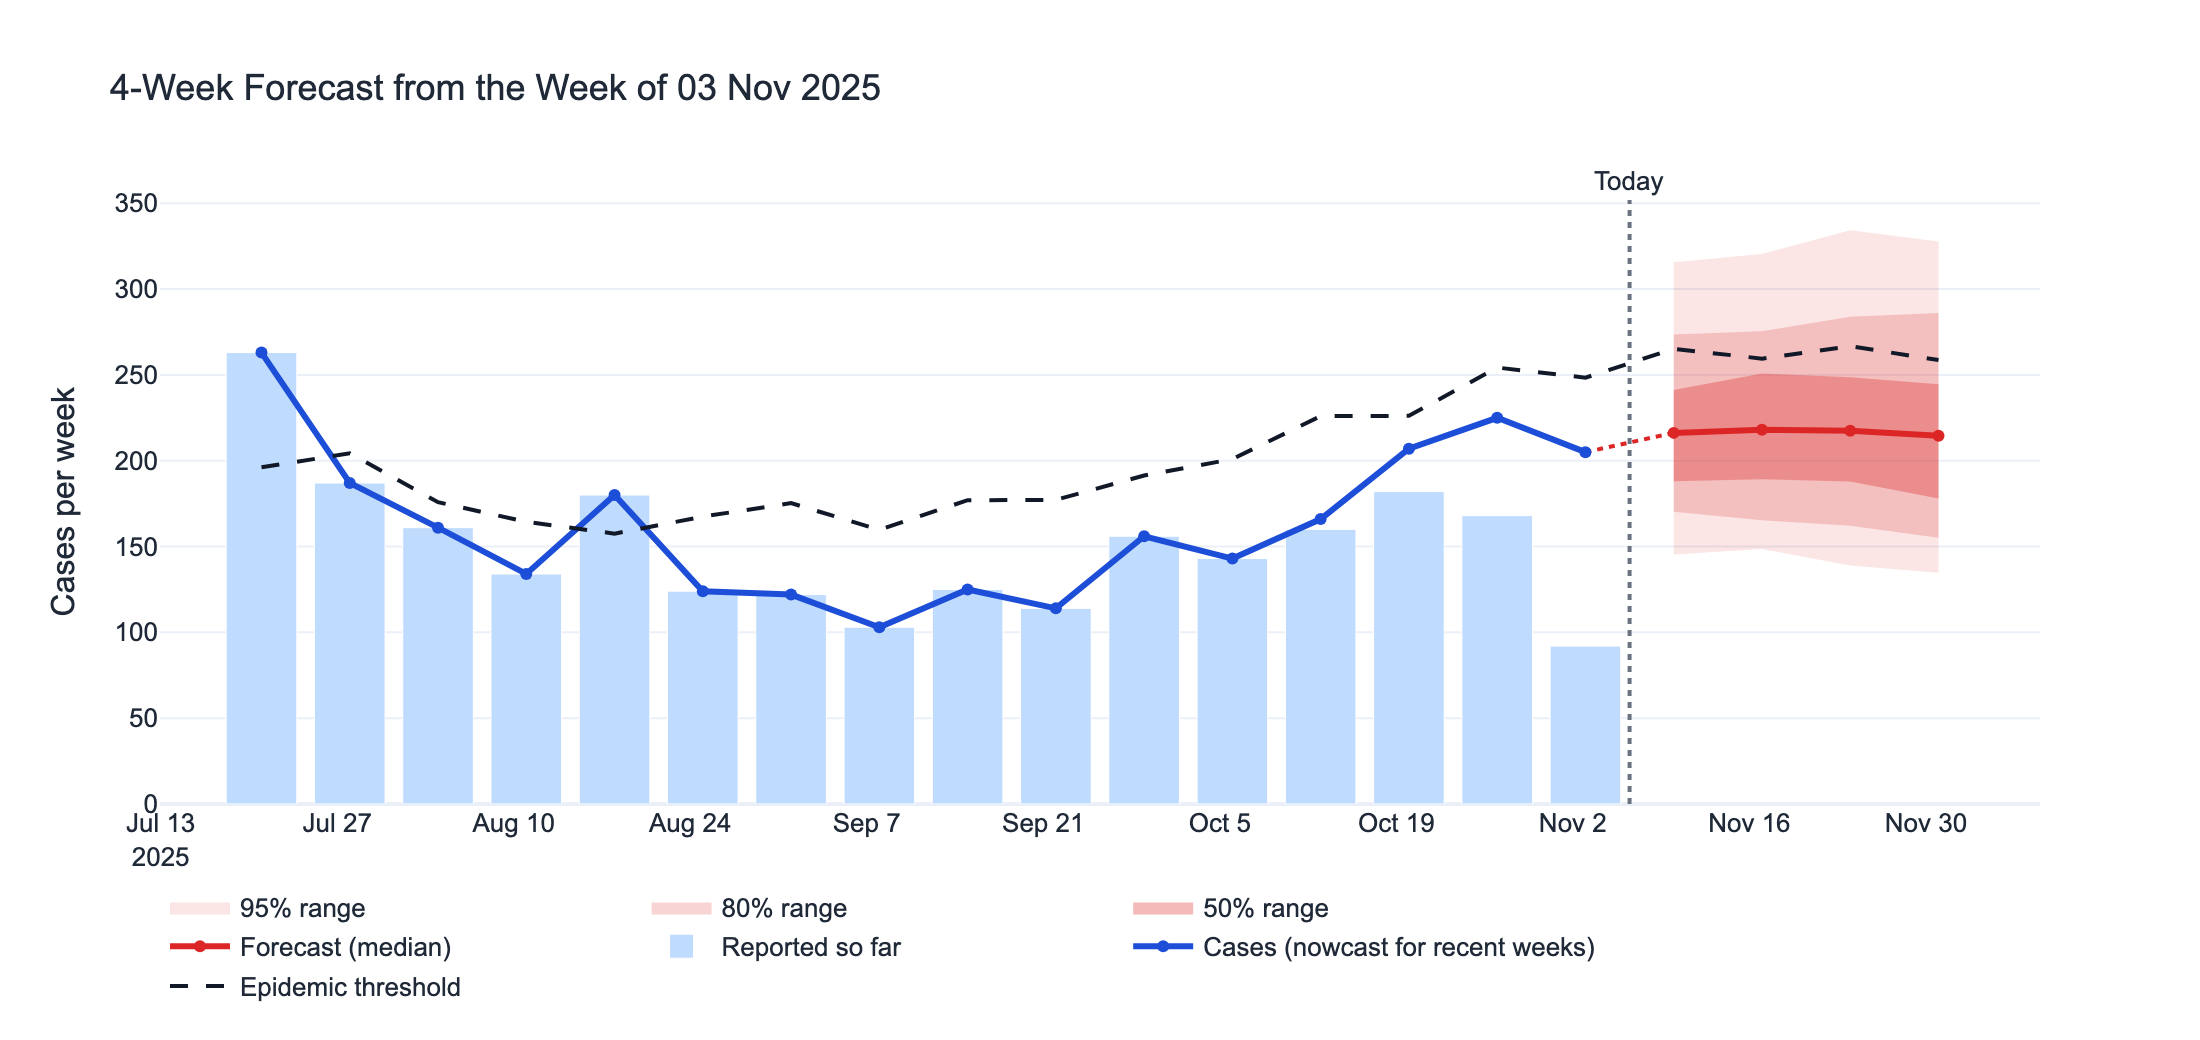 4-Week Forecast from the Week of 03 Nov 2025
Today
350
300
250
200
150
100
50
0
Cases per week
Jul 13 Jul 27 Aug 10 Aug 24 Sep 7 Sep 21 Oct 5 Oct 19 Nov 2 Nov 16 Nov 30
2025
95% range 80% range 50% range
Forecast (median) Reported so far Cases (nowcast for recent weeks)
Epidemic threshold